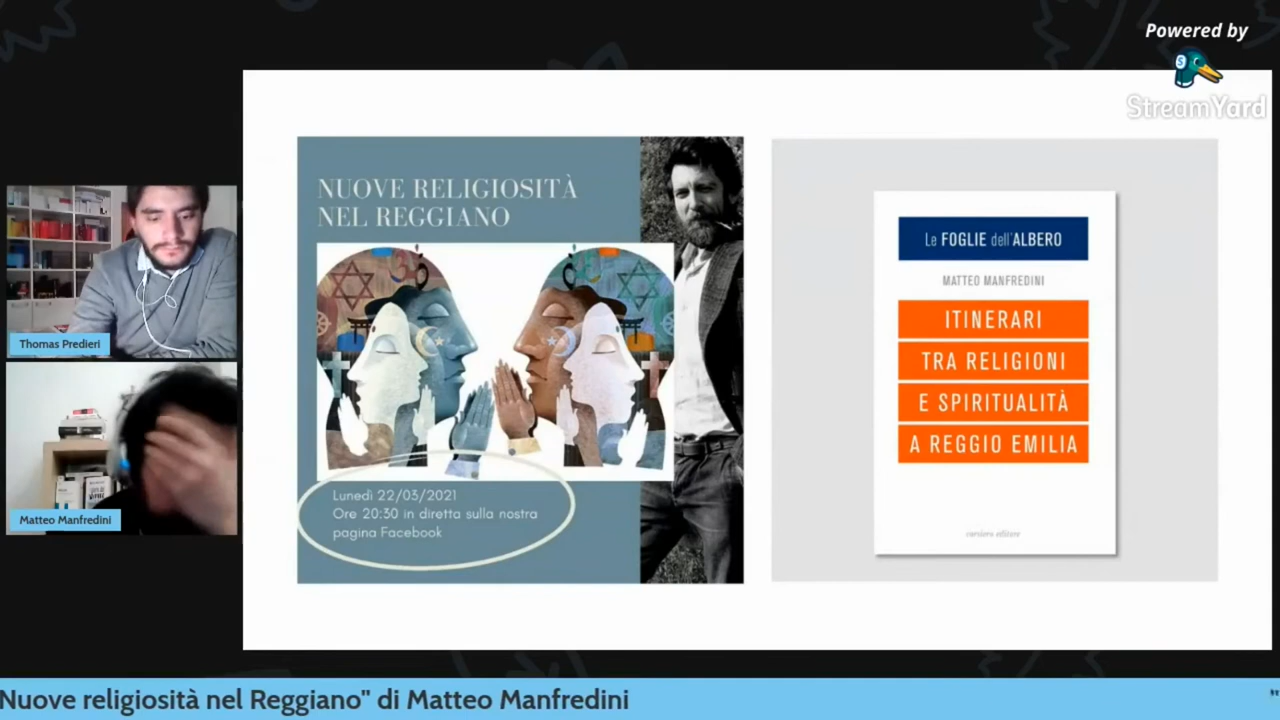 Powered by
StreamYard
NUOVE RELIGIOSITÀ
NEL REGGIANO
Lunedì 22/03/2021
Ore 20:30 in diretta sulla nostra
pagina Facebook
Le FOGLIE dell'ALBERO
MATTEO MANFREDINI
ITINERARI
TRA RELIGIONI
E SPIRITUALITÀ
A REGGIO EMILIA
corsiero editore
Thomas Predieri
Matteo Manfredini
Nuove religiosità nel Reggiano" di Matteo Manfredini "